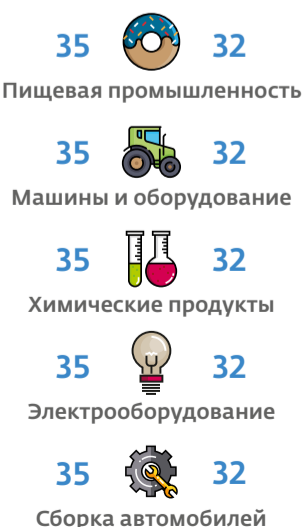 35 32
Пищевая промышленность
35 32
Машины и оборудование
35 32
Химические продукты
35 32
Электрооборудование
35 32
Сборка автомобилей